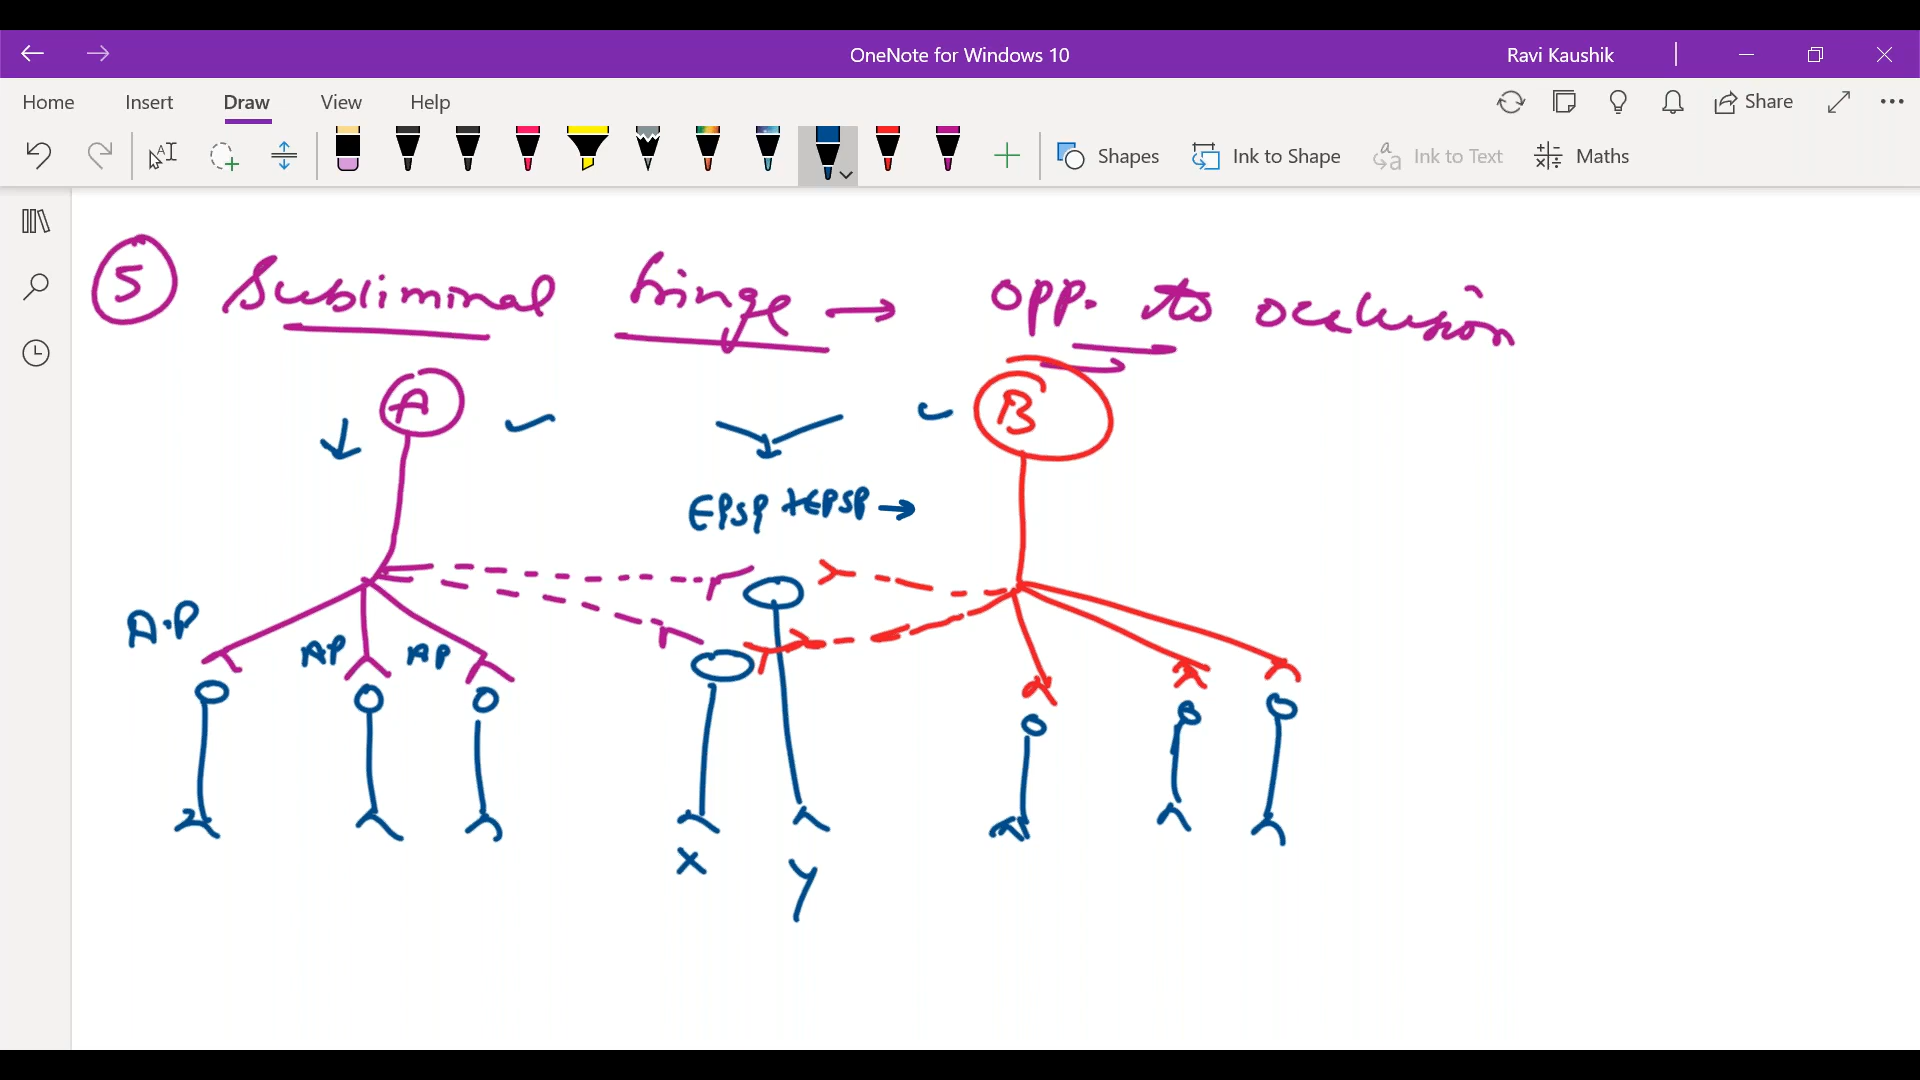 OneNote for Windows 10
Ravi Kaushik
Home Insert Draw View Help
Share
Shapes Ink to Shape Ink to Text Maths
5 Subliminal fringe → opp. to occlusion
A B
EPSP + EPSP →
A.P AP AP
X y